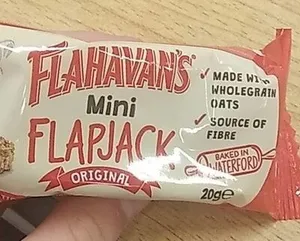 FLAHAVAN'S
Mini
FLAPJACK
ORIGINAL
✓ MADE WITH
WHOLEGRAIN
OATS
✓ SOURCE OF
FIBRE
BAKED IN
WATERFORD
20g℮